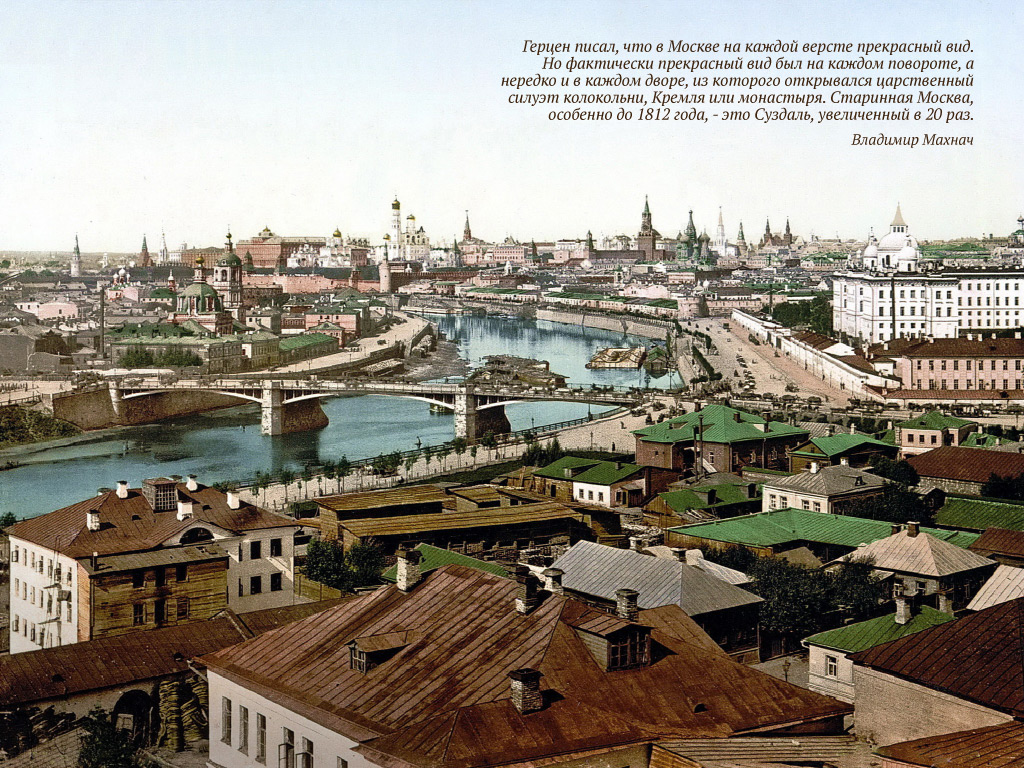 Герцен писал, что в Москве на каждой версте прекрасный вид.
Но фактически прекрасный вид был на каждом повороте, а
нередко и в каждом дворе, из которого открывался царственный
силуэт колокольни, Кремля или монастыря. Старинная Москва,
особенно до 1812 года, - это Суздаль, увеличенный в 20 раз.
Владимир Махнач